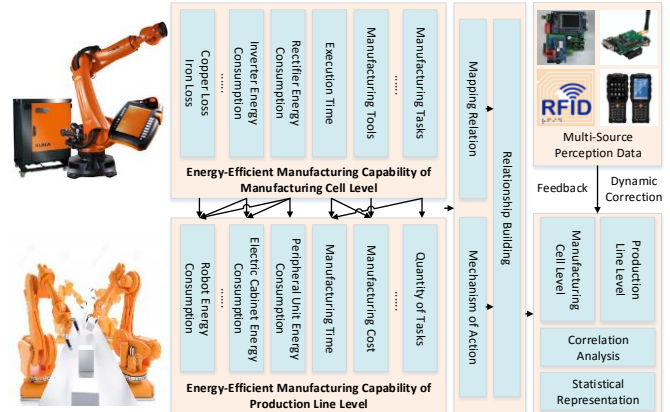 Copper Loss
Iron Loss
......
Inverter Energy
Consumption
Rectifier Energy
Consumption
Execution Time
Manufacturing Tools
......
Manufacturing Tasks
Energy-Efficient Manufacturing Capability of
Manufacturing Cell Level
Robot Energy
Consumption
......
Electric Cabinet Energy
Consumption
Peripheral Unit Energy
Consumption
Manufacturing Time
Manufacturing Cost
......
Quantity of Tasks
Energy-Efficient Manufacturing Capability of
Production Line Level
Mapping Relation
Mechanism of Action
Relationship Building
RFID
Multi-Source
Perception Data
Feedback
Dynamic
Correction
Manufacturing
Cell Level
Production
Line Level
Correlation
Analysis
Statistical
Representation